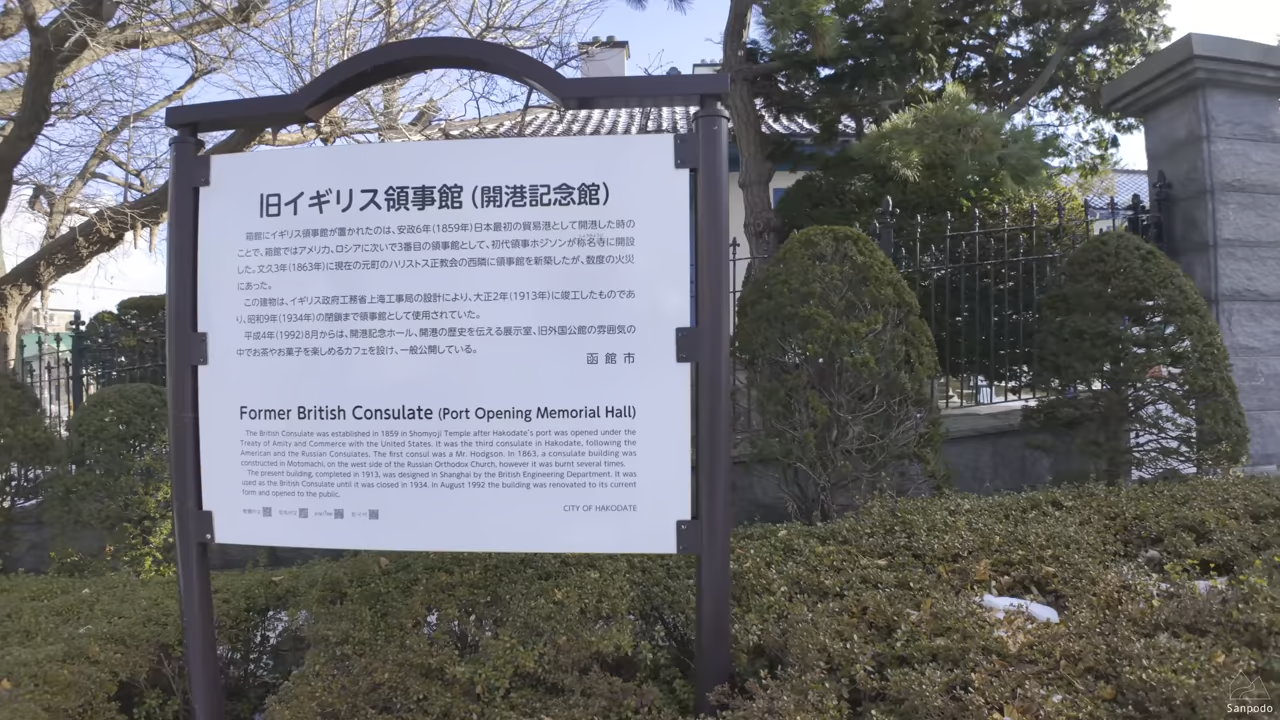 旧イギリス領事館(開港記念館)
箱館にイギリス領事館が置かれたのは、安政6年(1859年)日本最初の貿易港として開港した時の
ことで、箱館ではアメリカ、ロシアに次いで3番目の領事館として、初代領事ホジソンが称名寺に開設
した。文久3年(1863年)に現在の元町のハリストス正教会の西隣に領事館を新築したが、数度の火災
にあった。
この建物は、イギリス政府工務省上海工事局の設計により、大正2年(1913年)に竣工したものであ
り、昭和9年(1934年)の閉鎖まで領事館として使用されていた。
平成4年(1992)8月からは、開港記念ホール、開港の歴史を伝える展示室、旧外国公館の雰囲気の
中でお茶やお菓子を楽しめるカフェを設け、一般公開している。
函館市
Former British Consulate (Port Opening Memorial Hall)
The British Consulate was established in 1859 in Shomyoji Temple after Hakodate's port was opened under the
Treaty of Amity and Commerce with the United States. It was the third consulate in Hakodate, following the
American and the Russian Consulates. The first consul was a Mr. Hodgson. In 1863, a consulate building was
constructed in Motomachi, on the west side of the Russian Orthodox Church, however it was burnt several times.
The present building, completed in 1913, was designed in Shanghai by the British Engineering Department. It was
used as the British Consulate until it was closed in 1934. In August 1992 the building was renovated to its current
form and opened to the public.
CITY OF HAKODATE
Sanpodo